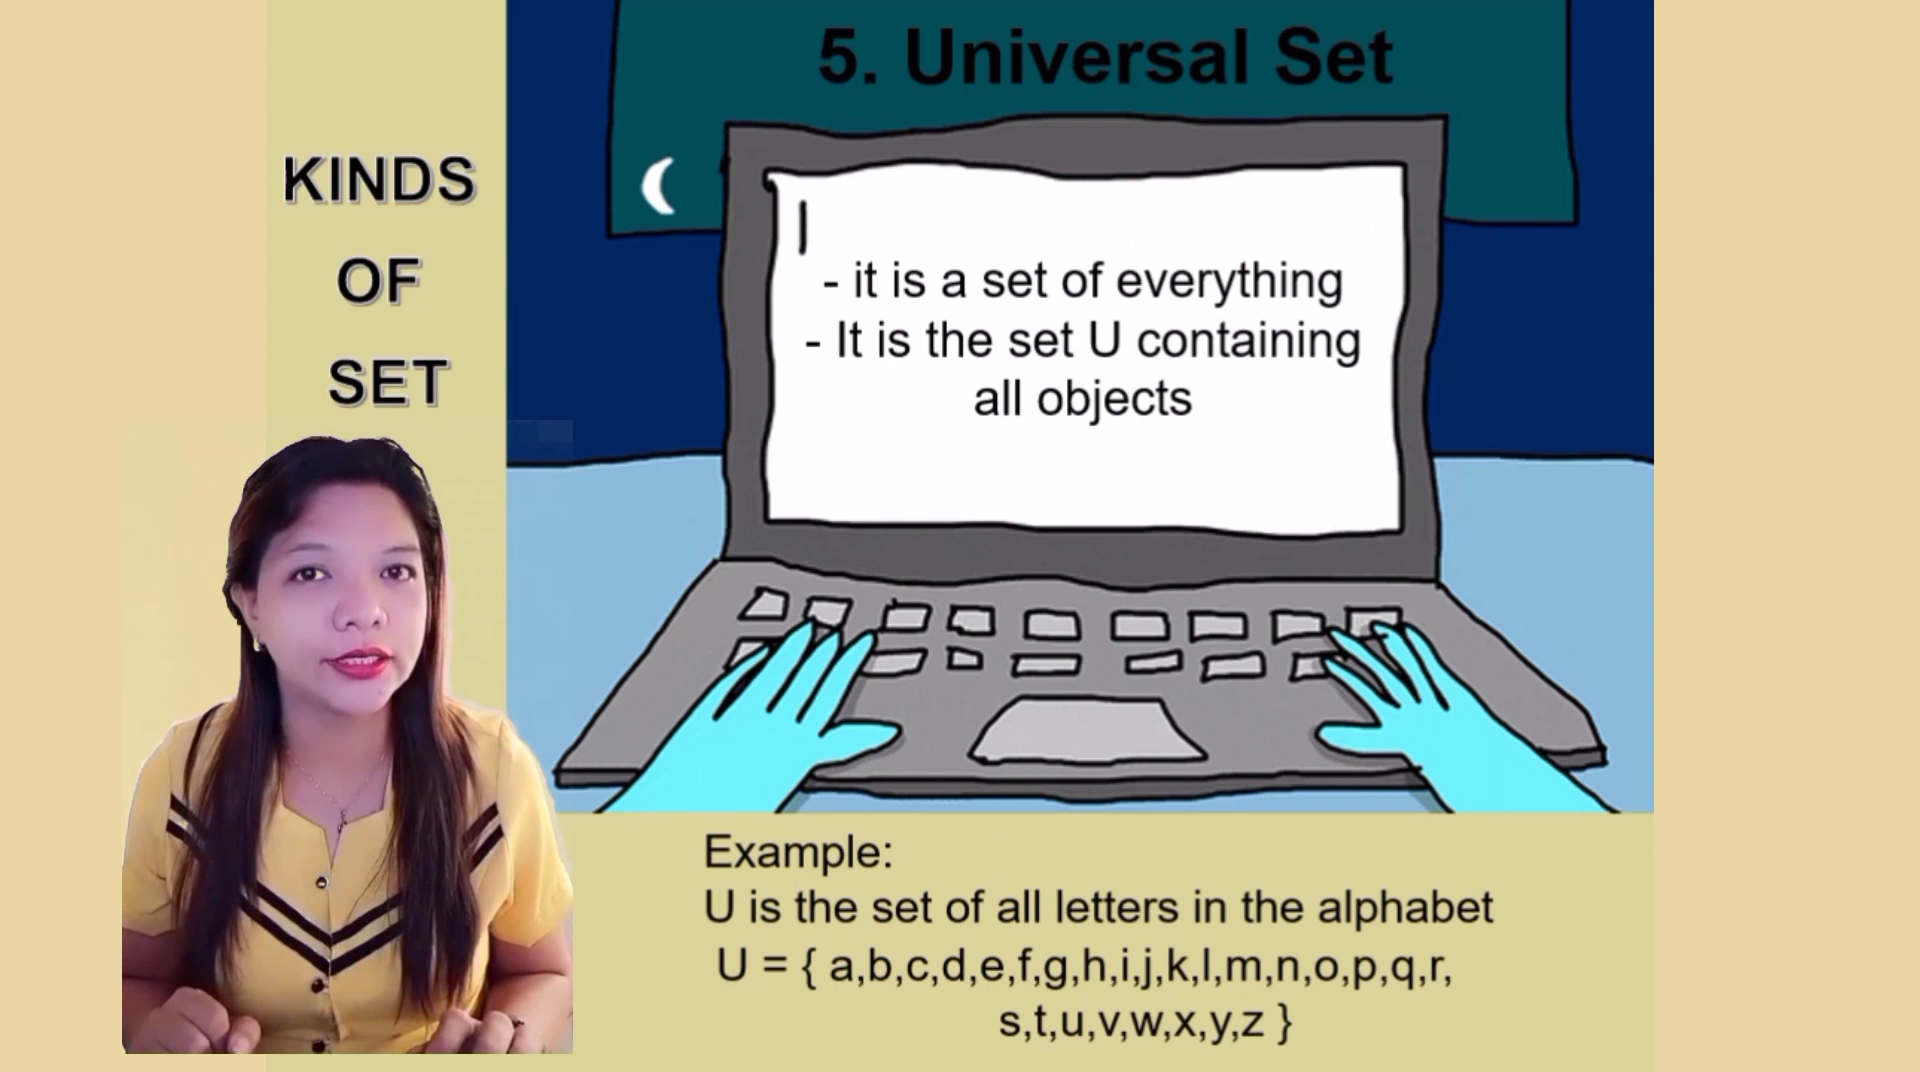 KINDS
OF
SET
5. Universal Set
- it is a set of everything
- It is the set U containing
all objects
Example:
U is the set of all letters in the alphabet
U = { a,b,c,d,e,f,g,h,i,j,k,l,m,n,o,p,q,r,
s,t,u,v,w,x,y,z }